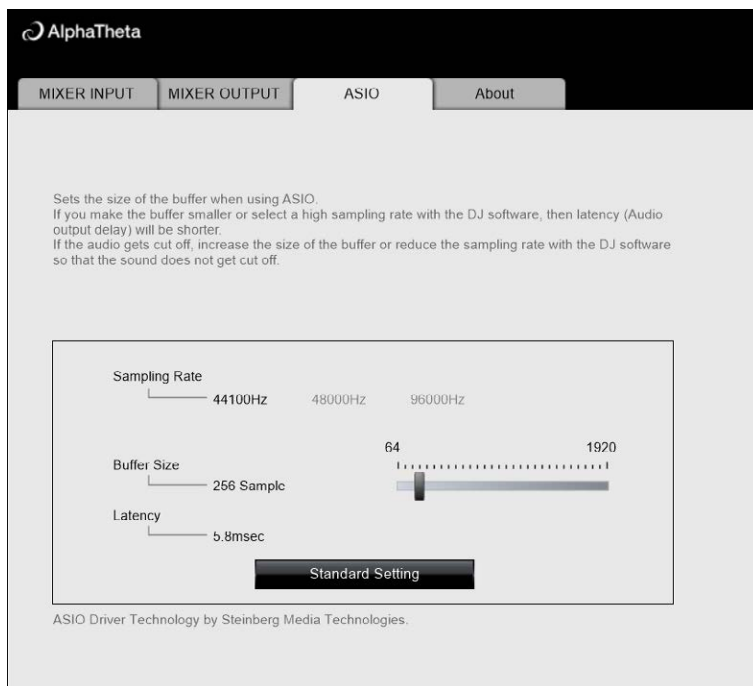 AlphaTheta
MIXER INPUT MIXER OUTPUT ASIO About
Sets the size of the buffer when using ASIO.
If you make the buffer smaller or select a high sampling rate with the DJ software, then latency (Audio
output delay) will be shorter.
If the audio gets cut off, increase the size of the buffer or reduce the sampling rate with the DJ software
so that the sound does not get cut off.
Sampling Rate
44100Hz 48000Hz 96000Hz
64 1920
Buffer Size
256 Sample
Latency
5.8msec
Standard Setting
ASIO Driver Technology by Steinberg Media Technologies.